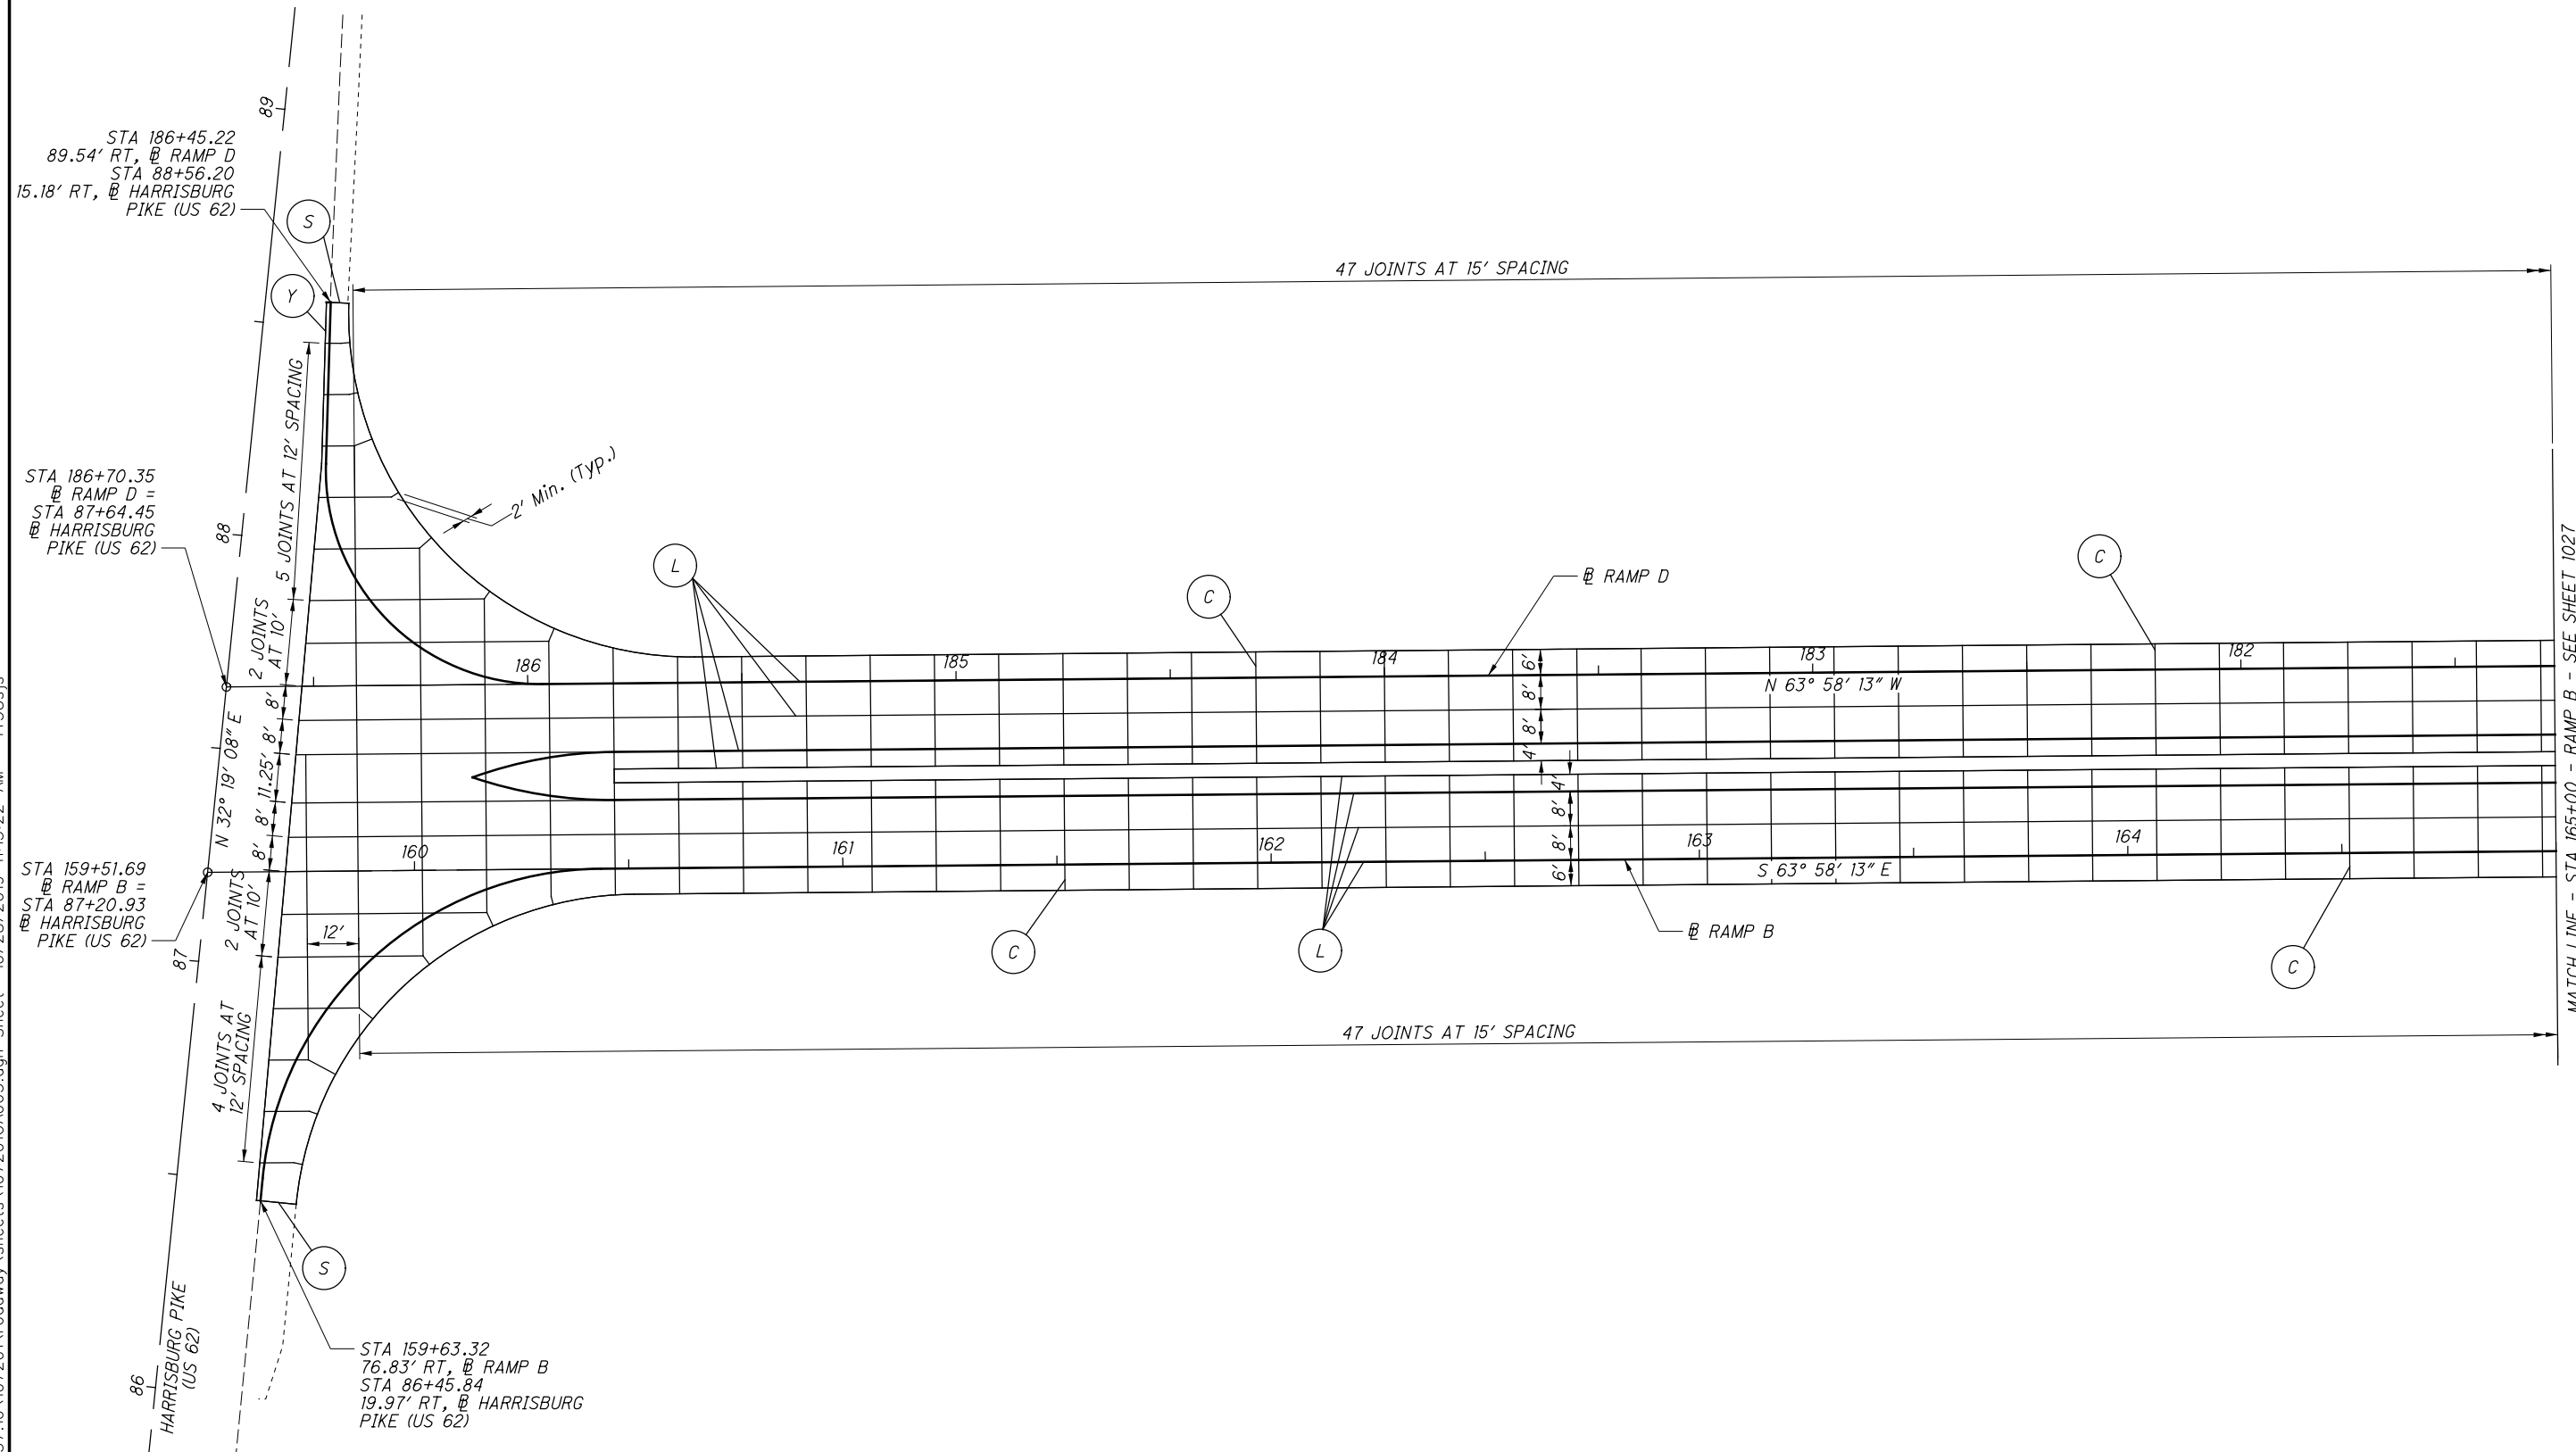 89
STA 186+45.22
89.54' RT, ⅊ RAMP D
STA 88+56.20
15.18' RT, ⅊ HARRISBURG
PIKE (US 62)
S
Y
47 JOINTS AT 15' SPACING
5 JOINTS AT 12' SPACING
2' Min. (Typ.)
STA 186+70.35
⅊ RAMP D =
STA 87+64.45
⅊ HARRISBURG
PIKE (US 62)
88
L
C
⅊ RAMP D
C
2 JOINTS
AT 10'
186
185
184
183
182
6'
8'
8'
4'
N 63° 58' 13" W
MATCH LINE - STA 165+00 - RAMP B - SEE SHEET 1027
8'
8'
11.25'
8'
8'
N 32° 19' 08" E
4'
8'
8'
6'
160
161
162
163
164
S 63° 58' 13" E
STA 159+51.69
⅊ RAMP B =
STA 87+20.93
⅊ HARRISBURG
PIKE (US 62)
87
2 JOINTS
AT 10'
12'
C
L
⅊ RAMP B
C
4 JOINTS AT
12' SPACING
47 JOINTS AT 15' SPACING
S
HARRISBURG PIKE
(US 62)
86
STA 159+63.32
76.83' RT, ⅊ RAMP B
STA 86+45.84
19.97' RT, ⅊ HARRISBURG
PIKE (US 62)